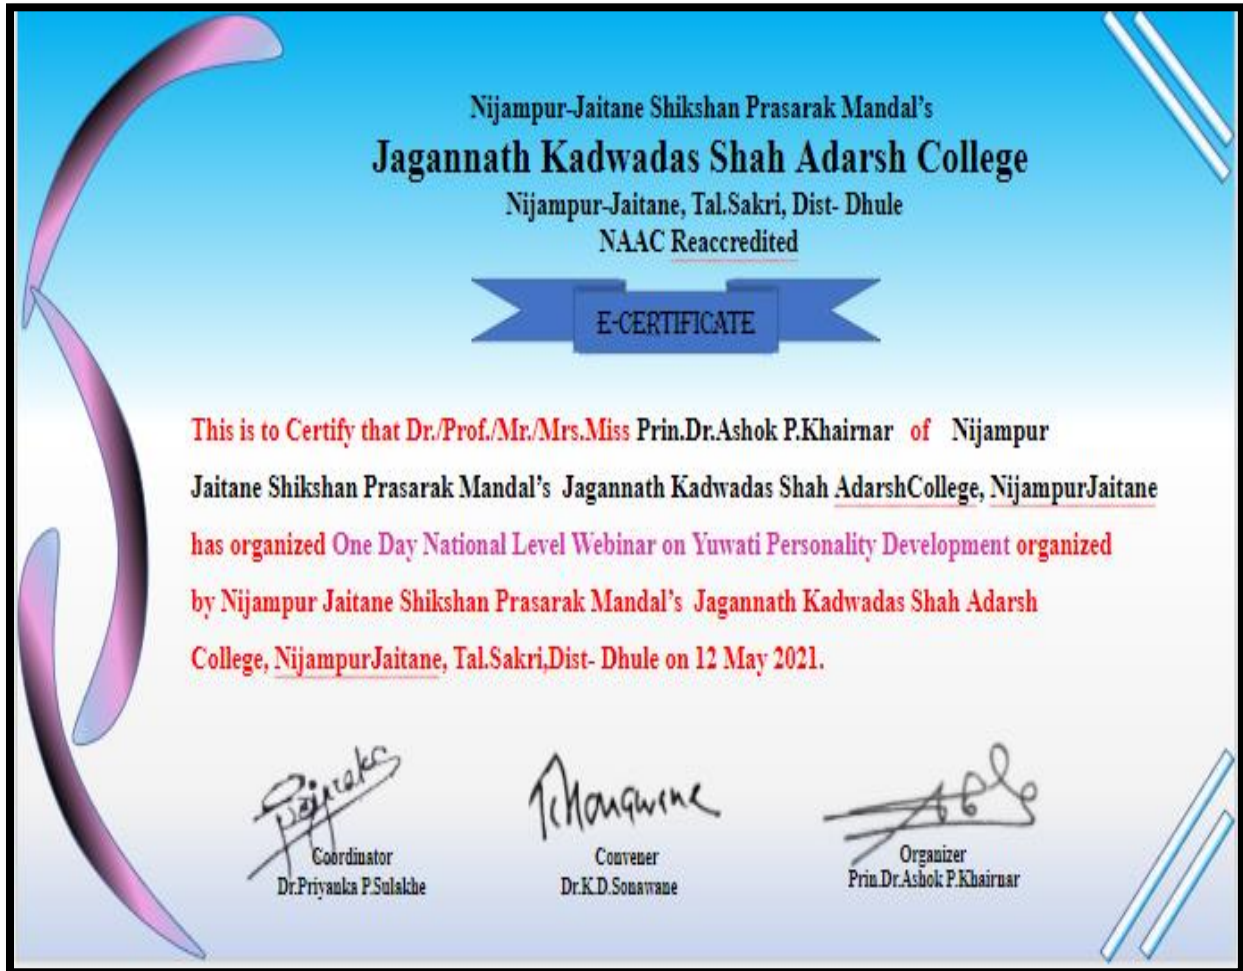 Nijampur-Jaitane Shikshan Prasarak Mandal's
Jagannath Kadwadas Shah Adarsh College
Nijampur-Jaitane, Tal.Sakri, Dist- Dhule
NAAC Reaccredited
E-CERTIFICATE
This is to Certify that Dr./Prof./Mr./Mrs.Miss Prin.Dr.Ashok P.Khairnar of Nijampur
Jaitane Shikshan Prasarak Mandal's Jagannath Kadwadas Shah AdarshCollege, NijampurJaitane
has organized One Day National Level Webinar on Yuwati Personality Development organized
by Nijampur Jaitane Shikshan Prasarak Mandal's Jagannath Kadwadas Shah Adarsh
College, NijampurJaitane, Tal.Sakri,Dist- Dhule on 12 May 2021.
Coordinator
Dr.Priyanka P.Sulakhe
Convener
Dr.K.D.Sonawane
Organizer
Prin.Dr.Ashok P.Khairnar